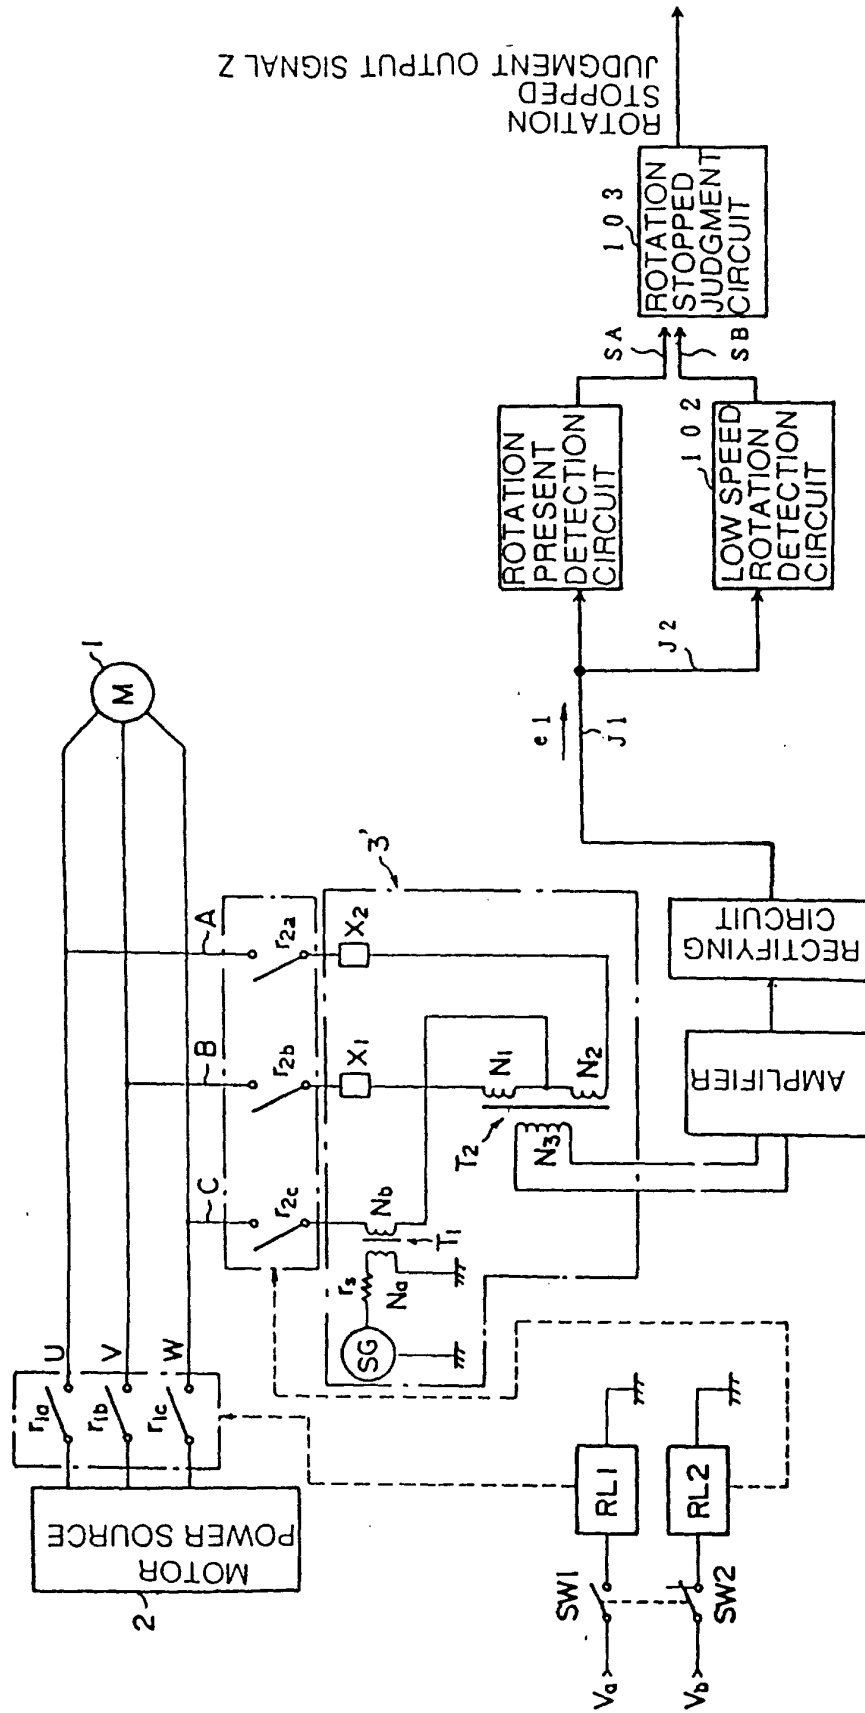 2
MOTOR
POWER SOURCE
r1a
r1b
r1c
U
V
W
1
M
A
B
C
r2a
r2b
r2c
3'
X2
X1
SG
rs
Na
Nb
T1
T2
N1
N2
N3
Va
SW1
RL1
Vb
SW2
RL2
AMPLIFIER
RECTIFYING
CIRCUIT
e1
J1
J2
ROTATION
PRESENT
DETECTION
CIRCUIT
102
LOW SPEED
ROTATION
DETECTION
CIRCUIT
SA
SB
103
ROTATION
STOPPED
JUDGMENT
CIRCUIT
ROTATION
STOPPED
JUDGMENT OUTPUT SIGNAL Z